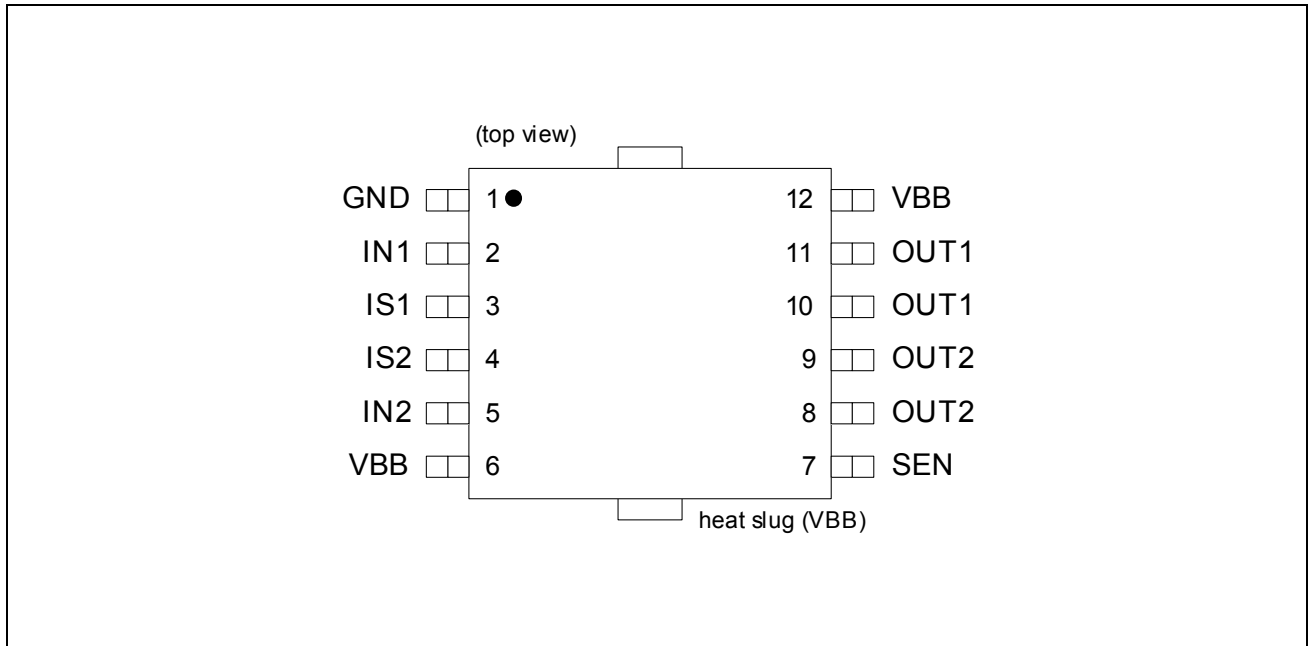 (top view)
GND 1 12 VBB
IN1 2 11 OUT1
IS1 3 10 OUT1
IS2 4 9 OUT2
IN2 5 8 OUT2
VBB 6 7 SEN
heat slug (VBB)